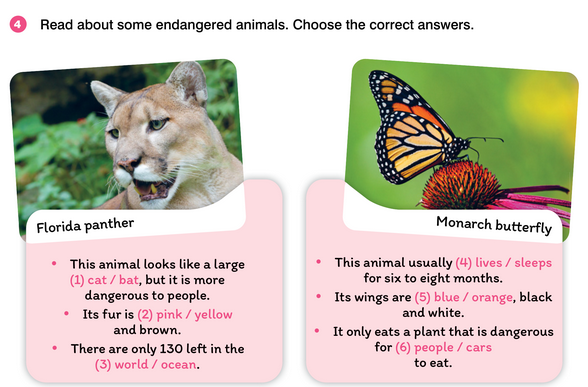 4 Read about some endangered animals. Choose the correct answers.
Florida panther
• This animal looks like a large
(1) cat / bat, but it is more
dangerous to people.
• Its fur is (2) pink / yellow
and brown.
• There are only 130 left in the
(3) world / ocean.
Monarch butterfly
• This animal usually (4) lives / sleeps
for six to eight months.
• Its wings are (5) blue / orange, black
and white.
• It only eats a plant that is dangerous
for (6) people / cars
to eat.